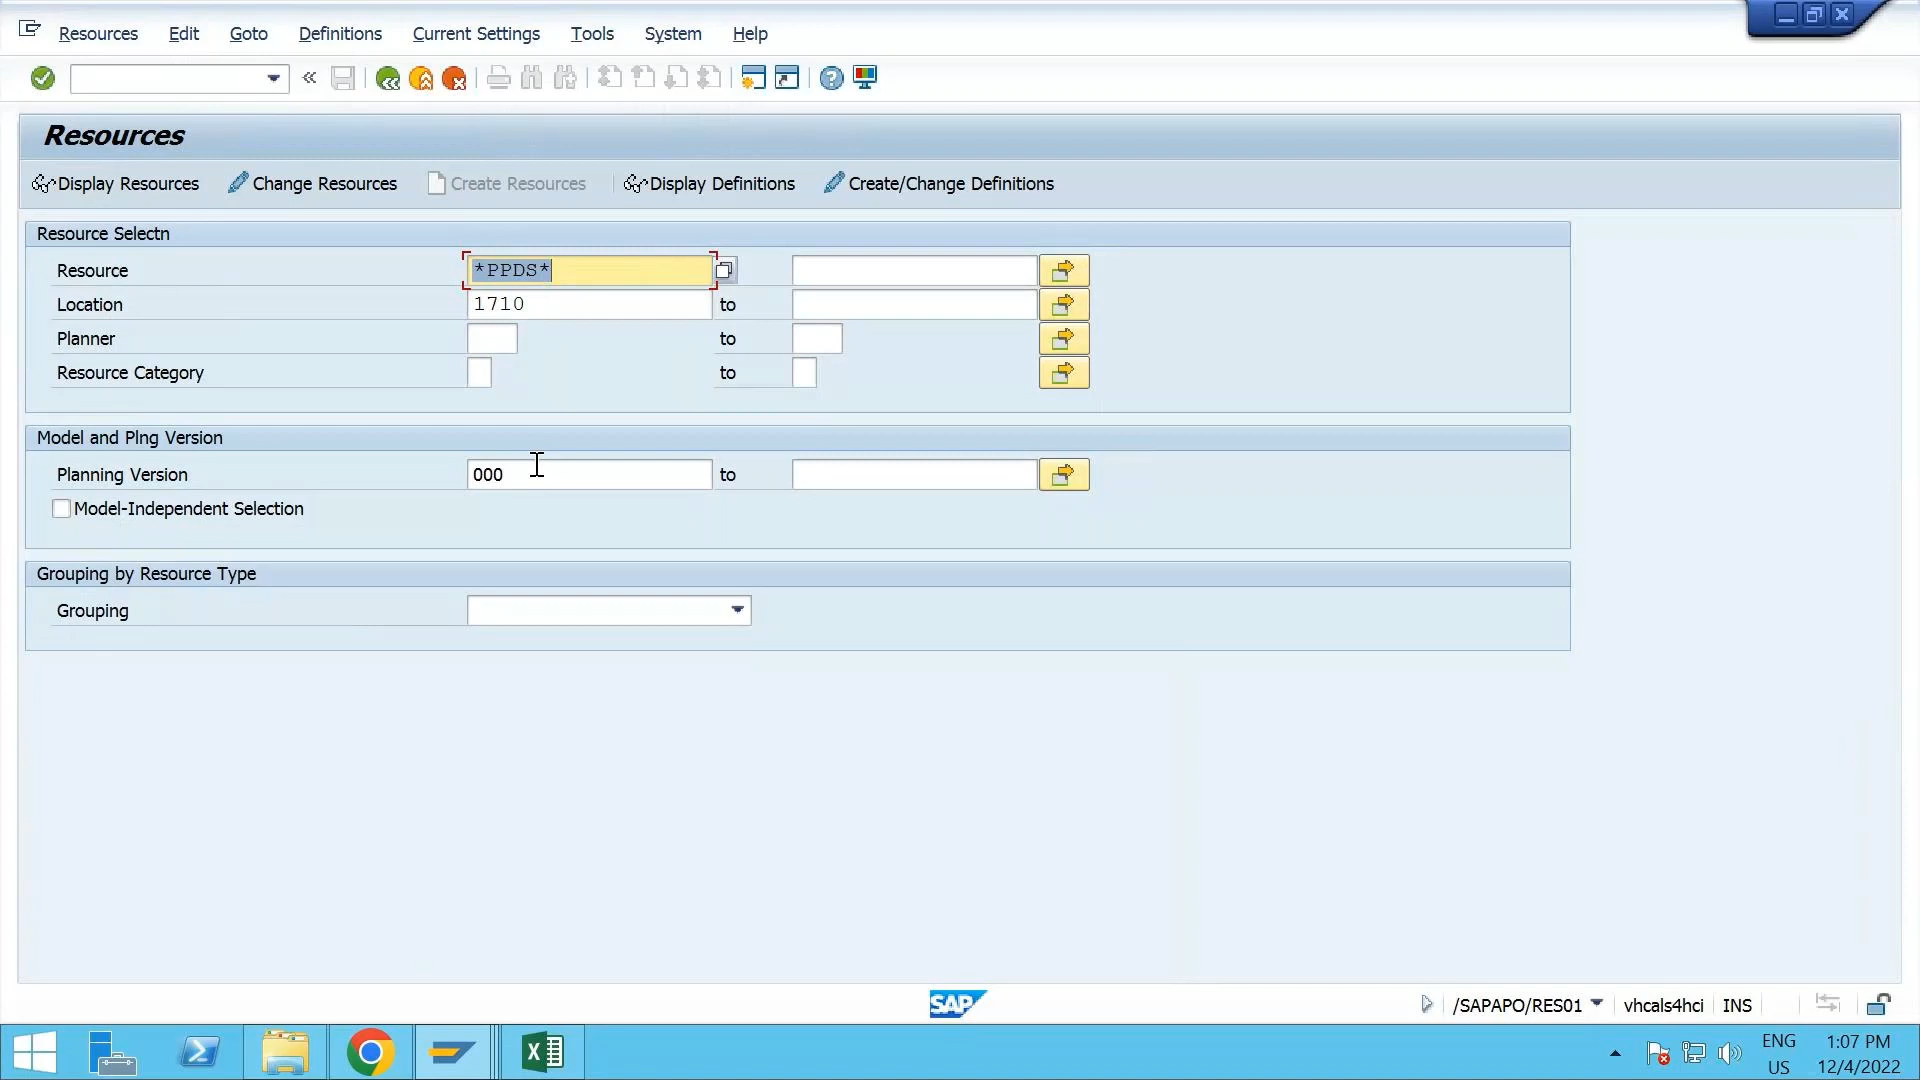 Resources Edit Goto Definitions Current Settings Tools System Help
Resources
Display Resources Change Resources Create Resources Display Definitions Create/Change Definitions
Resource Selectn
Resource *PPDS*
Location 1710 to
Planner to
Resource Category to
Model and Plng Version
Planning Version 000 to
Model-Independent Selection
Grouping by Resource Type
Grouping
SAP /SAPAPO/RES01 vhcals4hci INS
ENG 1:07 PM
US 12/4/2022